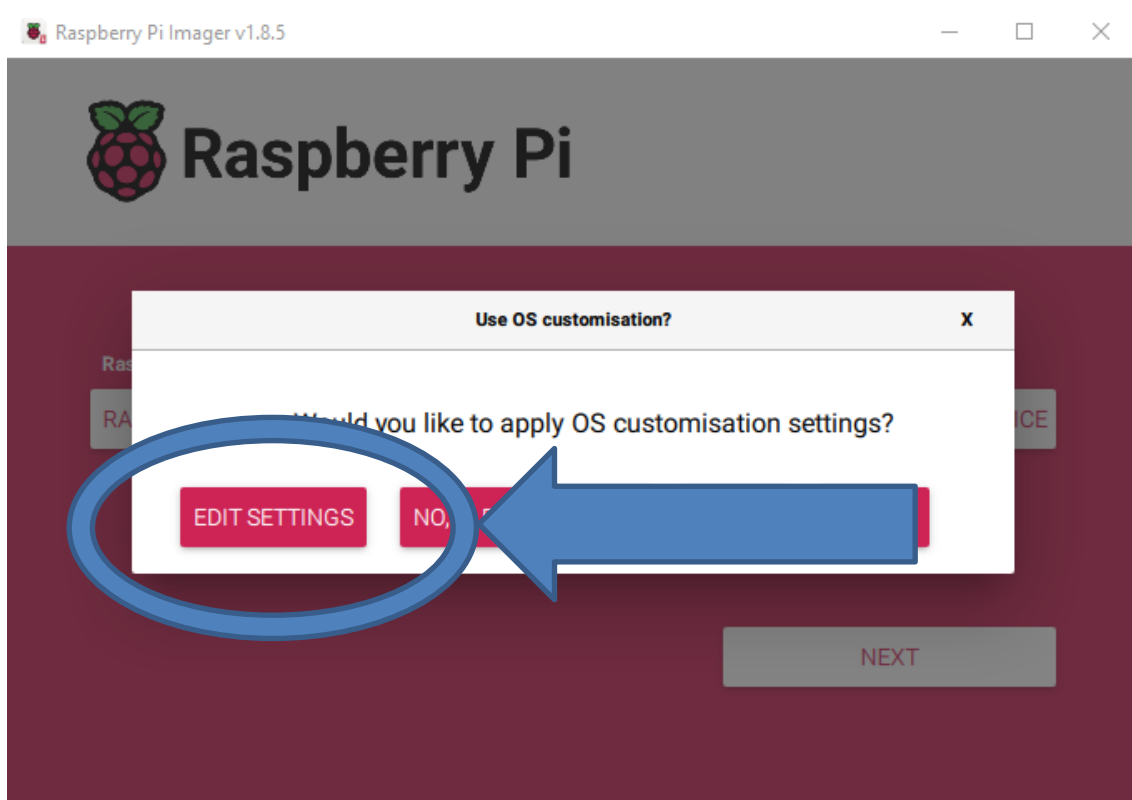 Raspberry Pi Imager v1.8.5
Raspberry Pi
Use OS customisation?
X
Would you like to apply OS customisation settings?
EDIT SETTINGS
NO,
NEXT